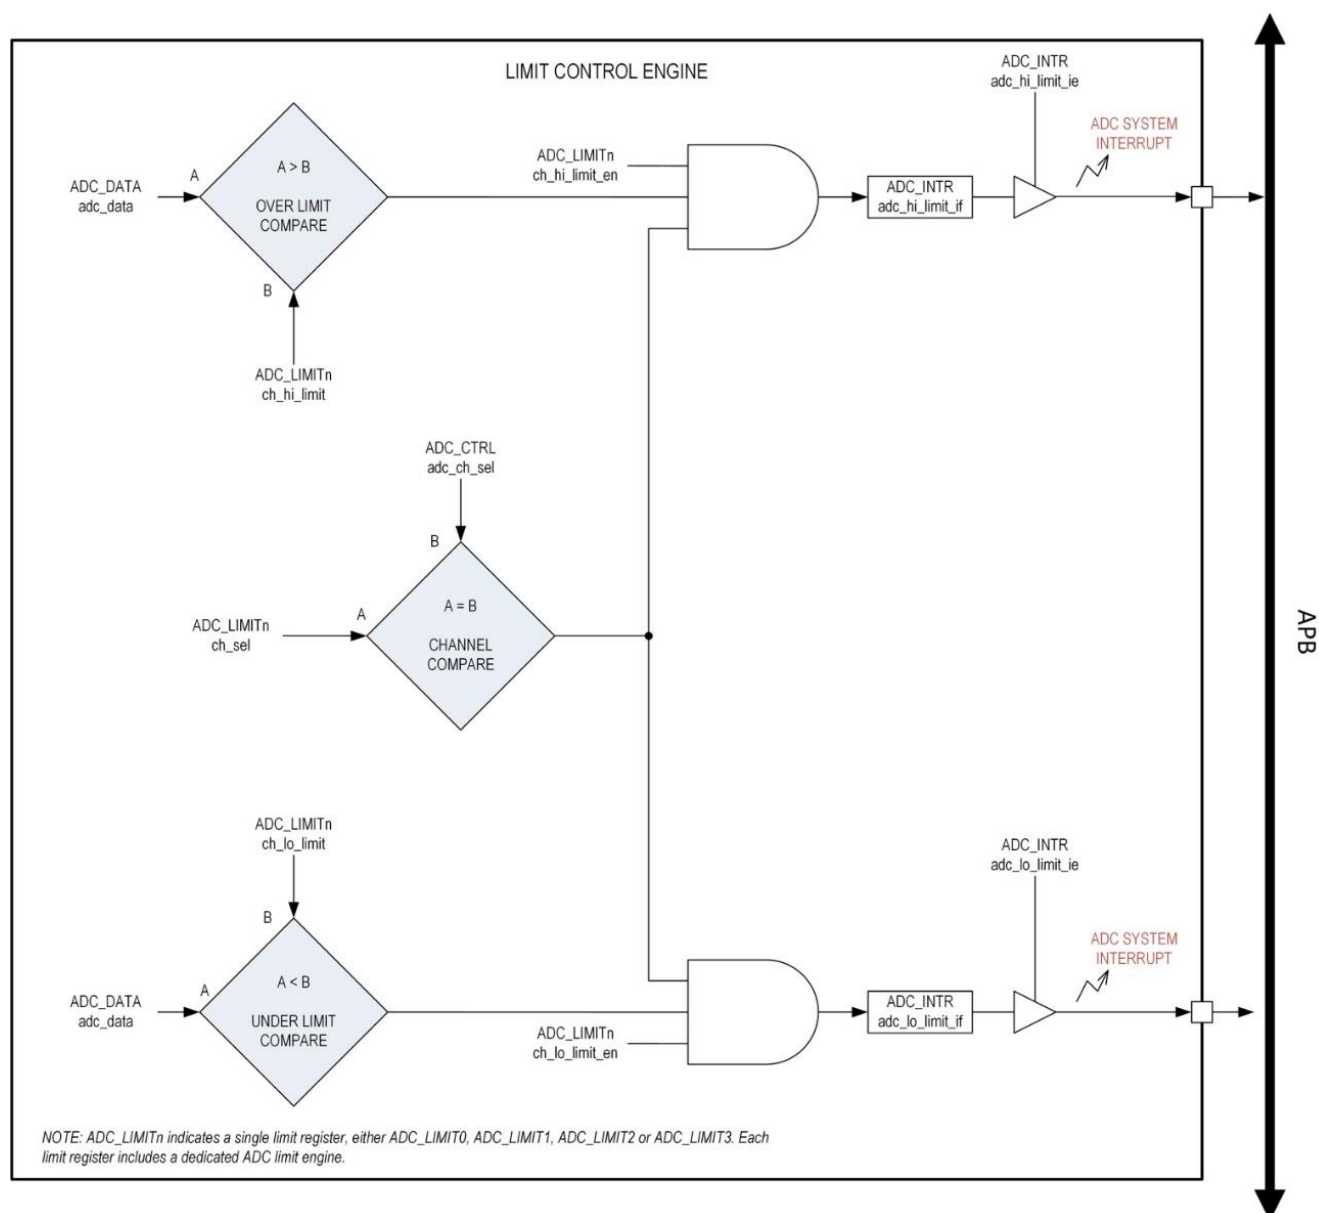 LIMIT CONTROL ENGINE
ADC_INTR
adc_hi_limit_ie
ADC SYSTEM
INTERRUPT
A > B
OVER LIMIT
COMPARE
A
B
ADC_DATA
adc_data
ADC_LIMITn
ch_hi_limit_en
ADC_INTR
adc_hi_limit_if
ADC_LIMITn
ch_hi_limit
ADC_CTRL
adc_ch_sel
B
A
A = B
CHANNEL
COMPARE
ADC_LIMITn
ch_sel
APB
ADC_LIMITn
ch_lo_limit
B
A
A < B
UNDER LIMIT
COMPARE
ADC_DATA
adc_data
ADC_LIMITn
ch_lo_limit_en
ADC_INTR
adc_lo_limit_if
ADC_INTR
adc_lo_limit_ie
ADC SYSTEM
INTERRUPT
NOTE: ADC_LIMITn indicates a single limit register, either ADC_LIMIT0, ADC_LIMIT1, ADC_LIMIT2 or ADC_LIMIT3. Each
limit register includes a dedicated ADC limit engine.